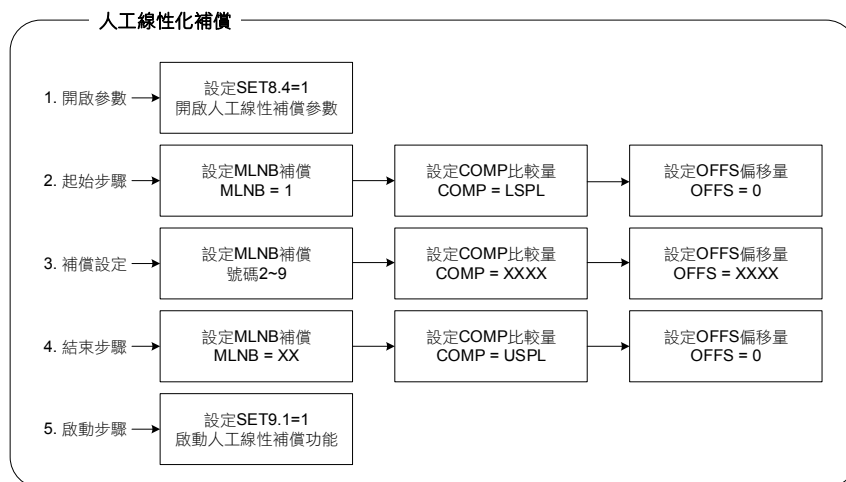 人工線性化補償
1. 開啟參數
設定SET8.4=1
開啟人工線性補償參數
2. 起始步驟
設定MLNB補償
MLNB = 1
設定COMP比較量
COMP = LSPL
設定OFFS偏移量
OFFS = 0
3. 補償設定
設定MLNB補償
號碼2~9
設定COMP比較量
COMP = XXXX
設定OFFS偏移量
OFFS = XXXX
4. 結束步驟
設定MLNB補償
MLNB = XX
設定COMP比較量
COMP = USPL
設定OFFS偏移量
OFFS = 0
5. 啟動步驟
設定SET9.1=1
啟動人工線性補償功能